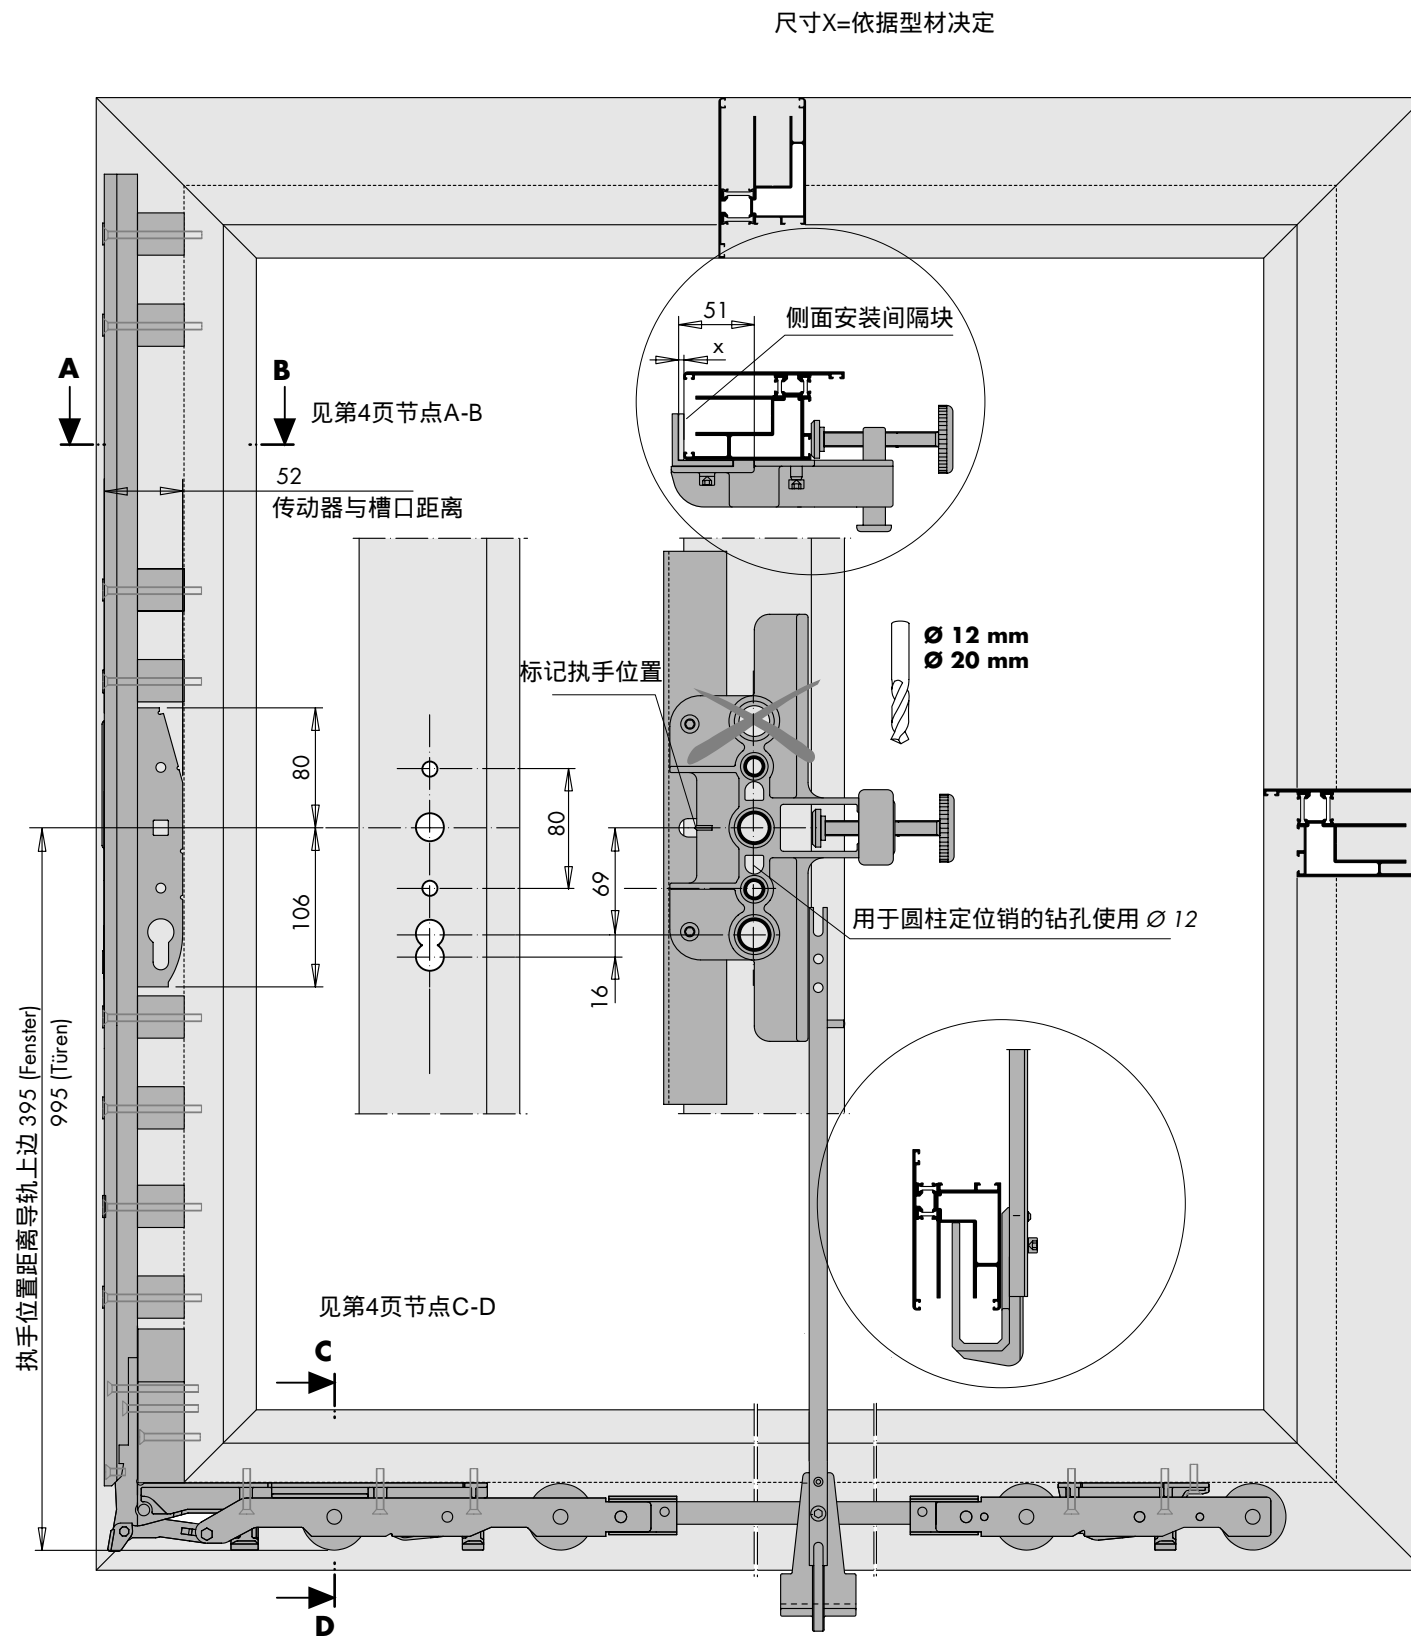 尺寸X=依据型材决定
51
侧面安装间隔块
x
A
B
见第4页节点A-B
52
传动器与槽口距离
Ø 12 mm
Ø 20 mm
标记执手位置
80
80
69
106
用于圆柱定位销的钻孔使用 Ø 12
16
执手位置距离导轨上边 395 (Fenster)
995 (Türen)
见第4页节点C-D
C
D